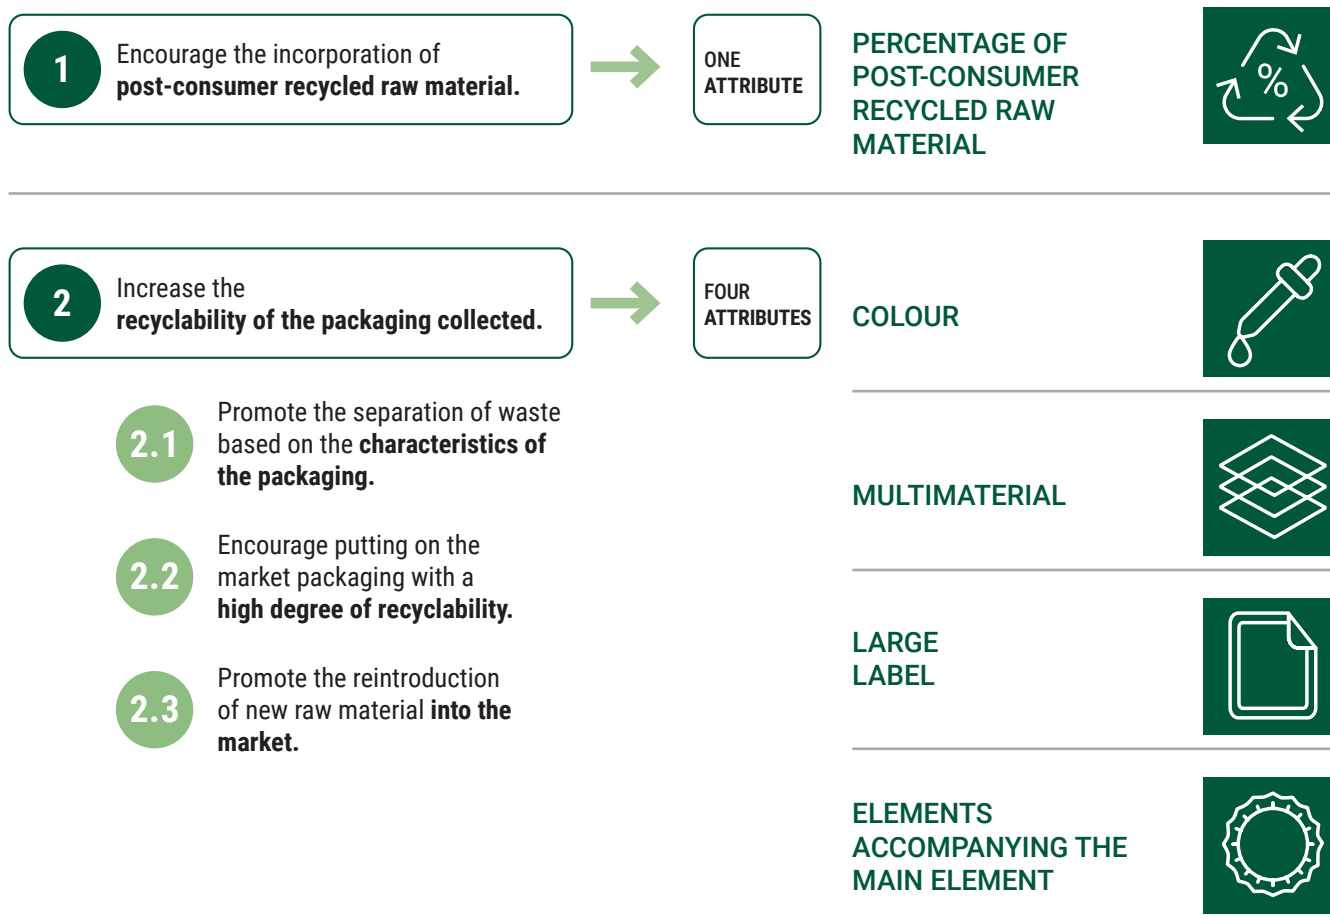 1
Encourage the incorporation of
post-consumer recycled raw material.
ONE
ATTRIBUTE
PERCENTAGE OF
POST-CONSUMER
RECYCLED RAW
MATERIAL
%
2
Increase the
recyclability of the packaging collected.
FOUR
ATTRIBUTES
COLOUR
2.1
Promote the separation of waste
based on the characteristics of
the packaging.
MULTIMATERIAL
2.2
Encourage putting on the
market packaging with a
high degree of recyclability.
LARGE
LABEL
2.3
Promote the reintroduction
of new raw material into the
market.
ELEMENTS
ACCOMPANYING THE
MAIN ELEMENT